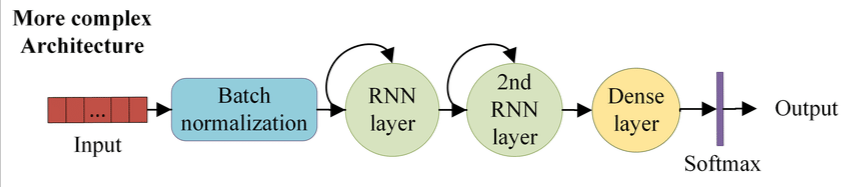 More complex
Architecture
...
Input
Batch
normalization
RNN
layer
2nd
RNN
layer
Dense
layer
Softmax
Output